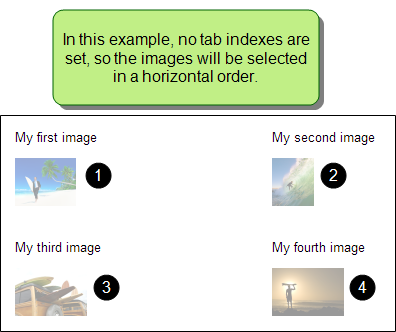 In this example, no tab indexes are
set, so the images will be selected
in a horizontal order.
My first image
My second image
1
2
My third image
My fourth image
3
4